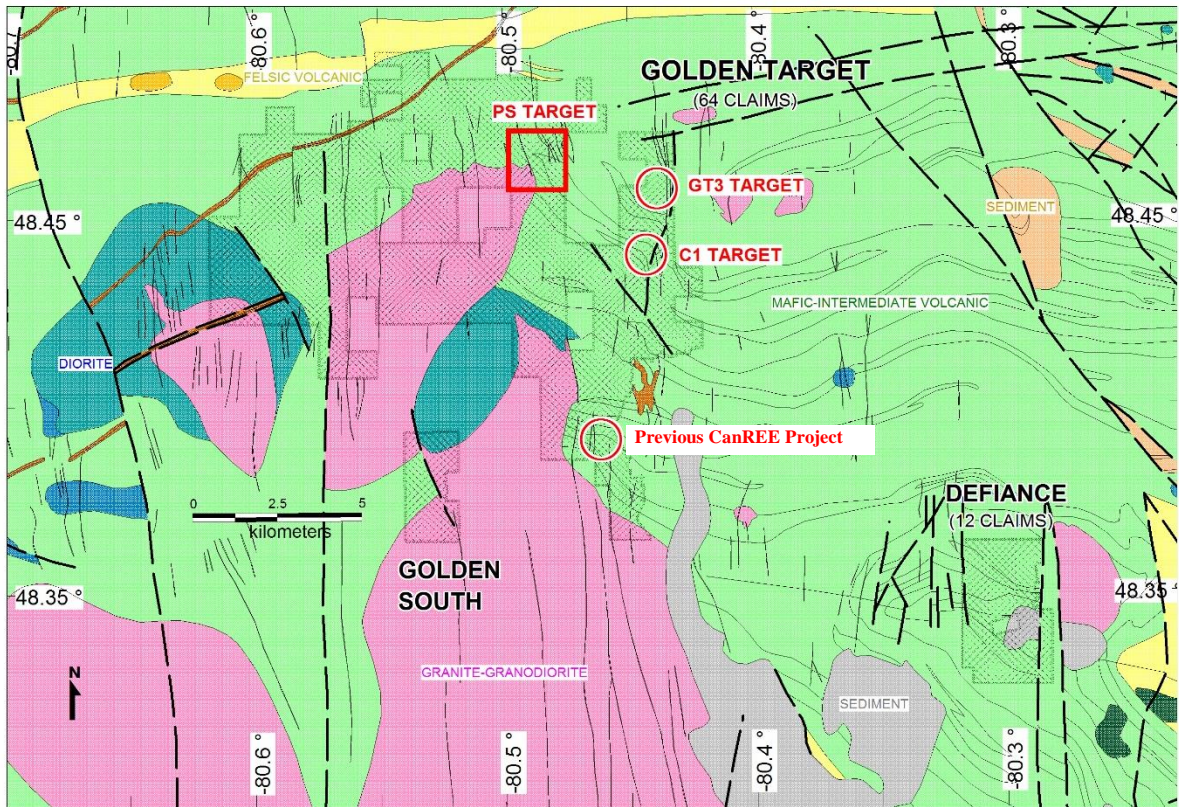 -80.7
-80.6 °
-80.5 °
-80.4 °
-80.3 °
GOLDEN TARGET
(64 CLAIMS)
FELSIC VOLCANIC
PS TARGET
GT3 TARGET
SEDIMENT
48.45 °
48.45 °
C1 TARGET
MAFIC-INTERMEDIATE VOLCANIC
DIORITE
Previous CanREE Project
0 2.5 5
kilometers
DEFIANCE
(12 CLAIMS)
GOLDEN
SOUTH
48.35 °
48.35 °
N
GRANITE-GRANODIORITE
SEDIMENT
-80.6 °
-80.5 °
-80.4 °
-80.3 °